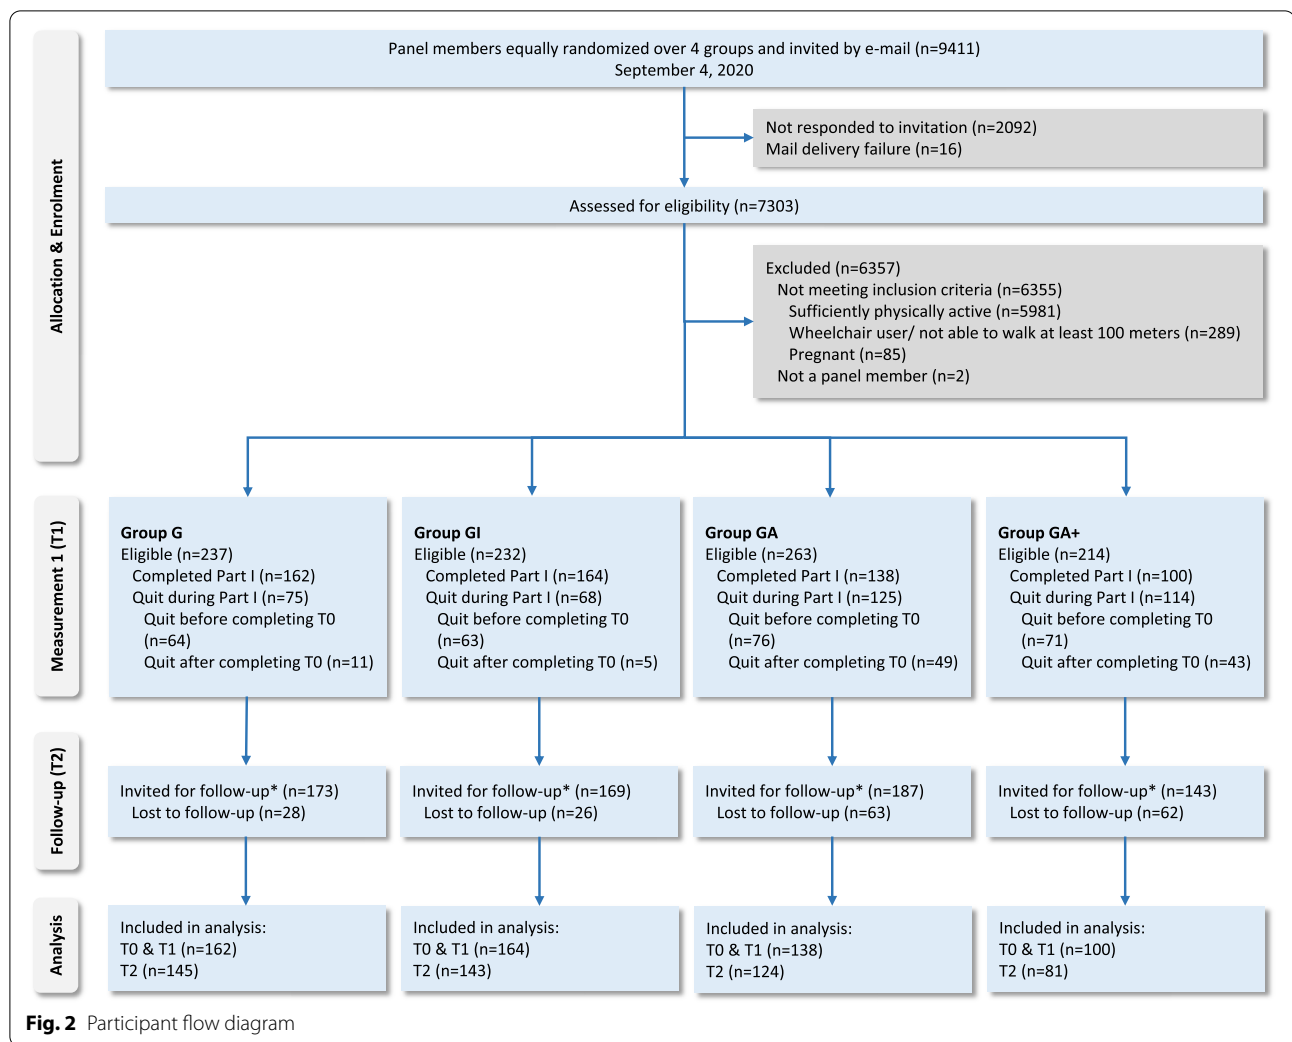 Allocation & Enrolment
Panel members equally randomized over 4 groups and invited by e-mail (n=9411)
September 4, 2020
Not responded to invitation (n=2092)
Mail delivery failure (n=16)
Assessed for eligibility (n=7303)
Excluded (n=6357)
Not meeting inclusion criteria (n=6355)
Sufficiently physically active (n=5981)
Wheelchair user/ not able to walk at least 100 meters (n=289)
Pregnant (n=85)
Not a panel member (n=2)
Measurement 1 (T1)
Group G
Eligible (n=237)
Completed Part I (n=162)
Quit during Part I (n=75)
Quit before completing T0
(n=64)
Quit after completing T0 (n=11)
Group GI
Eligible (n=232)
Completed Part I (n=164)
Quit during Part I (n=68)
Quit before completing T0
(n=63)
Quit after completing T0 (n=5)
Group GA
Eligible (n=263)
Completed Part I (n=138)
Quit during Part I (n=125)
Quit before completing T0
(n=76)
Quit after completing T0 (n=49)
Group GA+
Eligible (n=214)
Completed Part I (n=100)
Quit during Part I (n=114)
Quit before completing T0
(n=71)
Quit after completing T0 (n=43)
Follow-up (T2)
Invited for follow-up* (n=173)
Lost to follow-up (n=28)
Invited for follow-up* (n=169)
Lost to follow-up (n=26)
Invited for follow-up* (n=187)
Lost to follow-up (n=63)
Invited for follow-up* (n=143)
Lost to follow-up (n=62)
Analysis
Included in analysis:
T0 & T1 (n=162)
T2 (n=145)
Included in analysis:
T0 & T1 (n=164)
T2 (n=143)
Included in analysis:
T0 & T1 (n=138)
T2 (n=124)
Included in analysis:
T0 & T1 (n=100)
T2 (n=81)
Fig. 2 Participant flow diagram